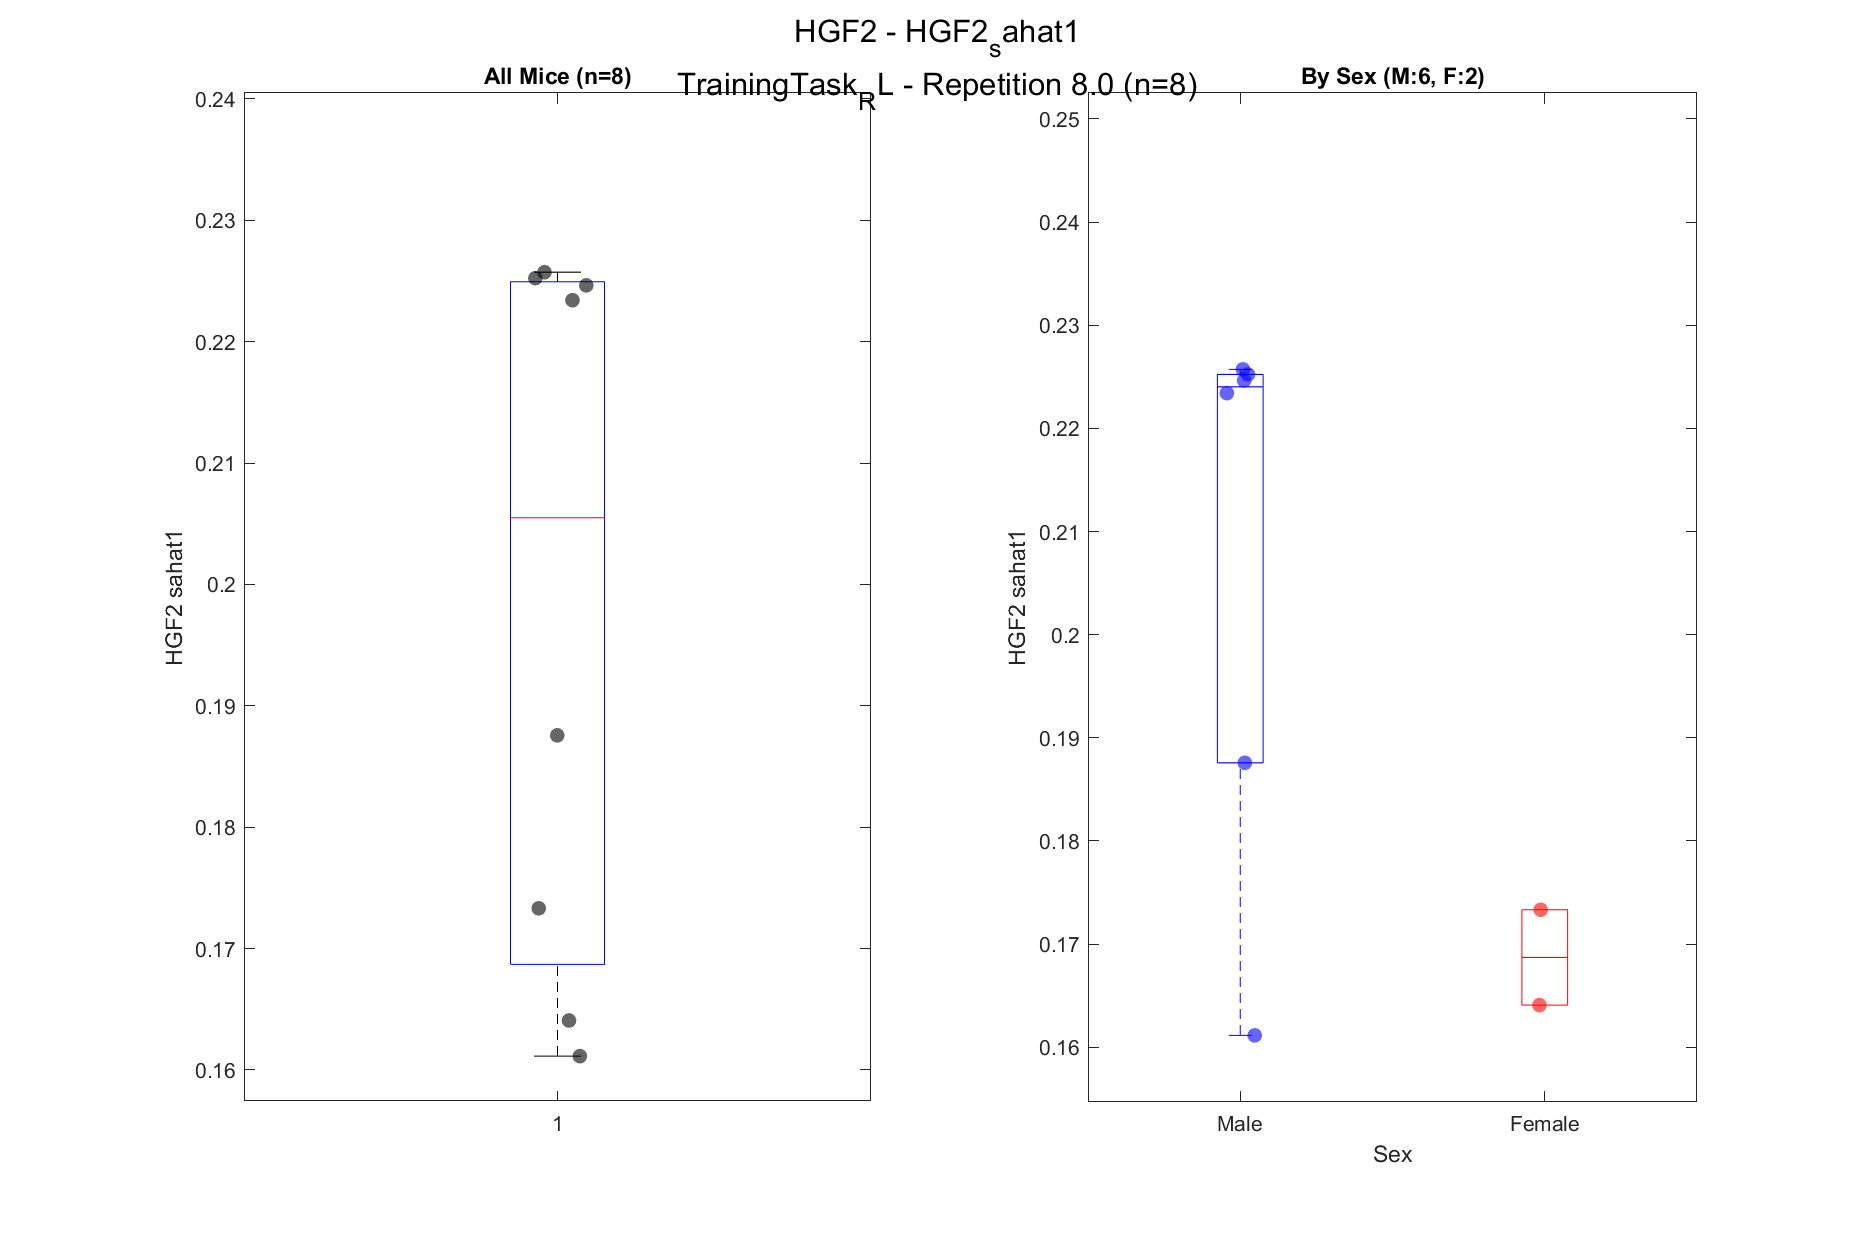 HGF2 - HGF2sahat1
TrainingTaskRL - Repetition 8.0 (n=8)
All Mice (n=8)
0.24
0.23
0.22
0.21
0.2
0.19
0.18
0.17
0.16
HGF2 sahat1
1
By Sex (M:6, F:2)
0.25
0.24
0.23
0.22
0.21
0.2
0.19
0.18
0.17
0.16
HGF2 sahat1
Male Female
Sex